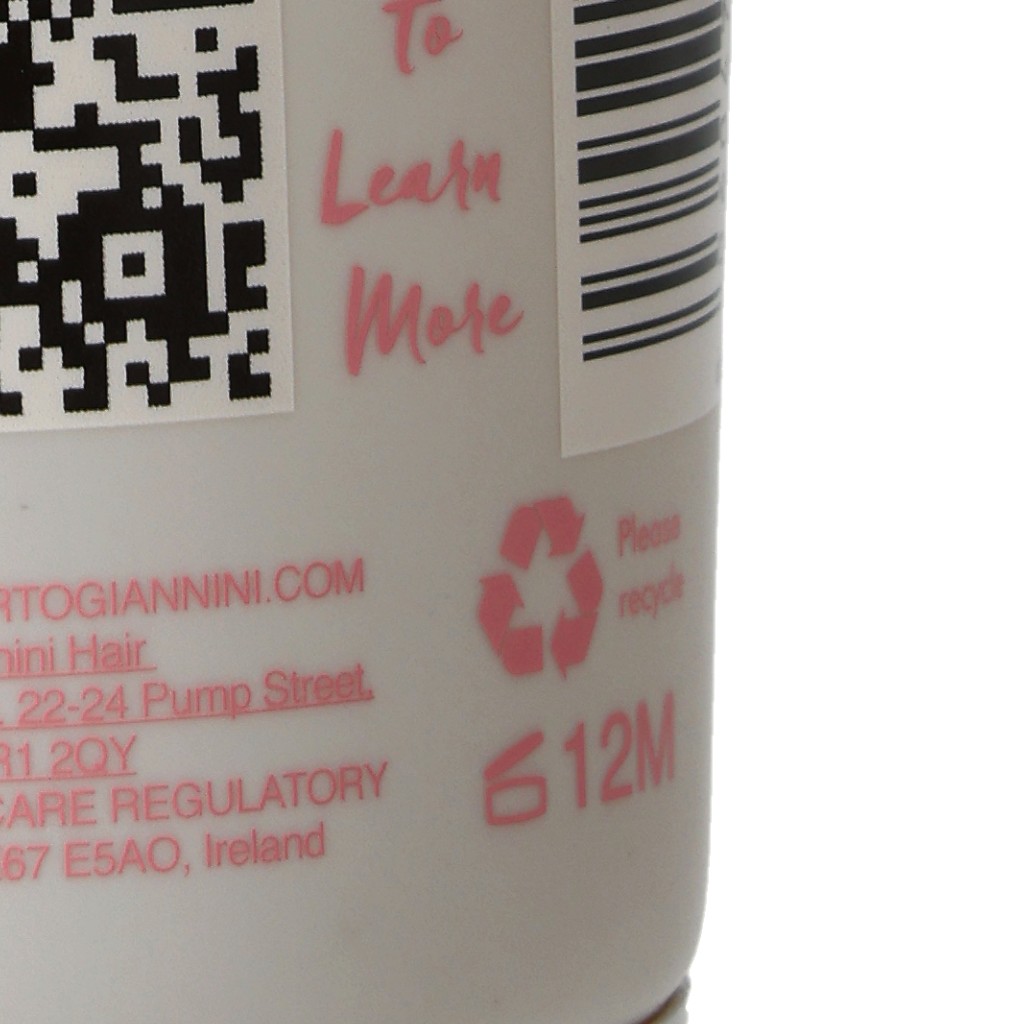 To
Learn
More
Please
recycle
RTOGIANNINI.COM
nini Hair
22-24 Pump Street,
R1 2QY
CARE REGULATORY
67 E5AO, Ireland
12M